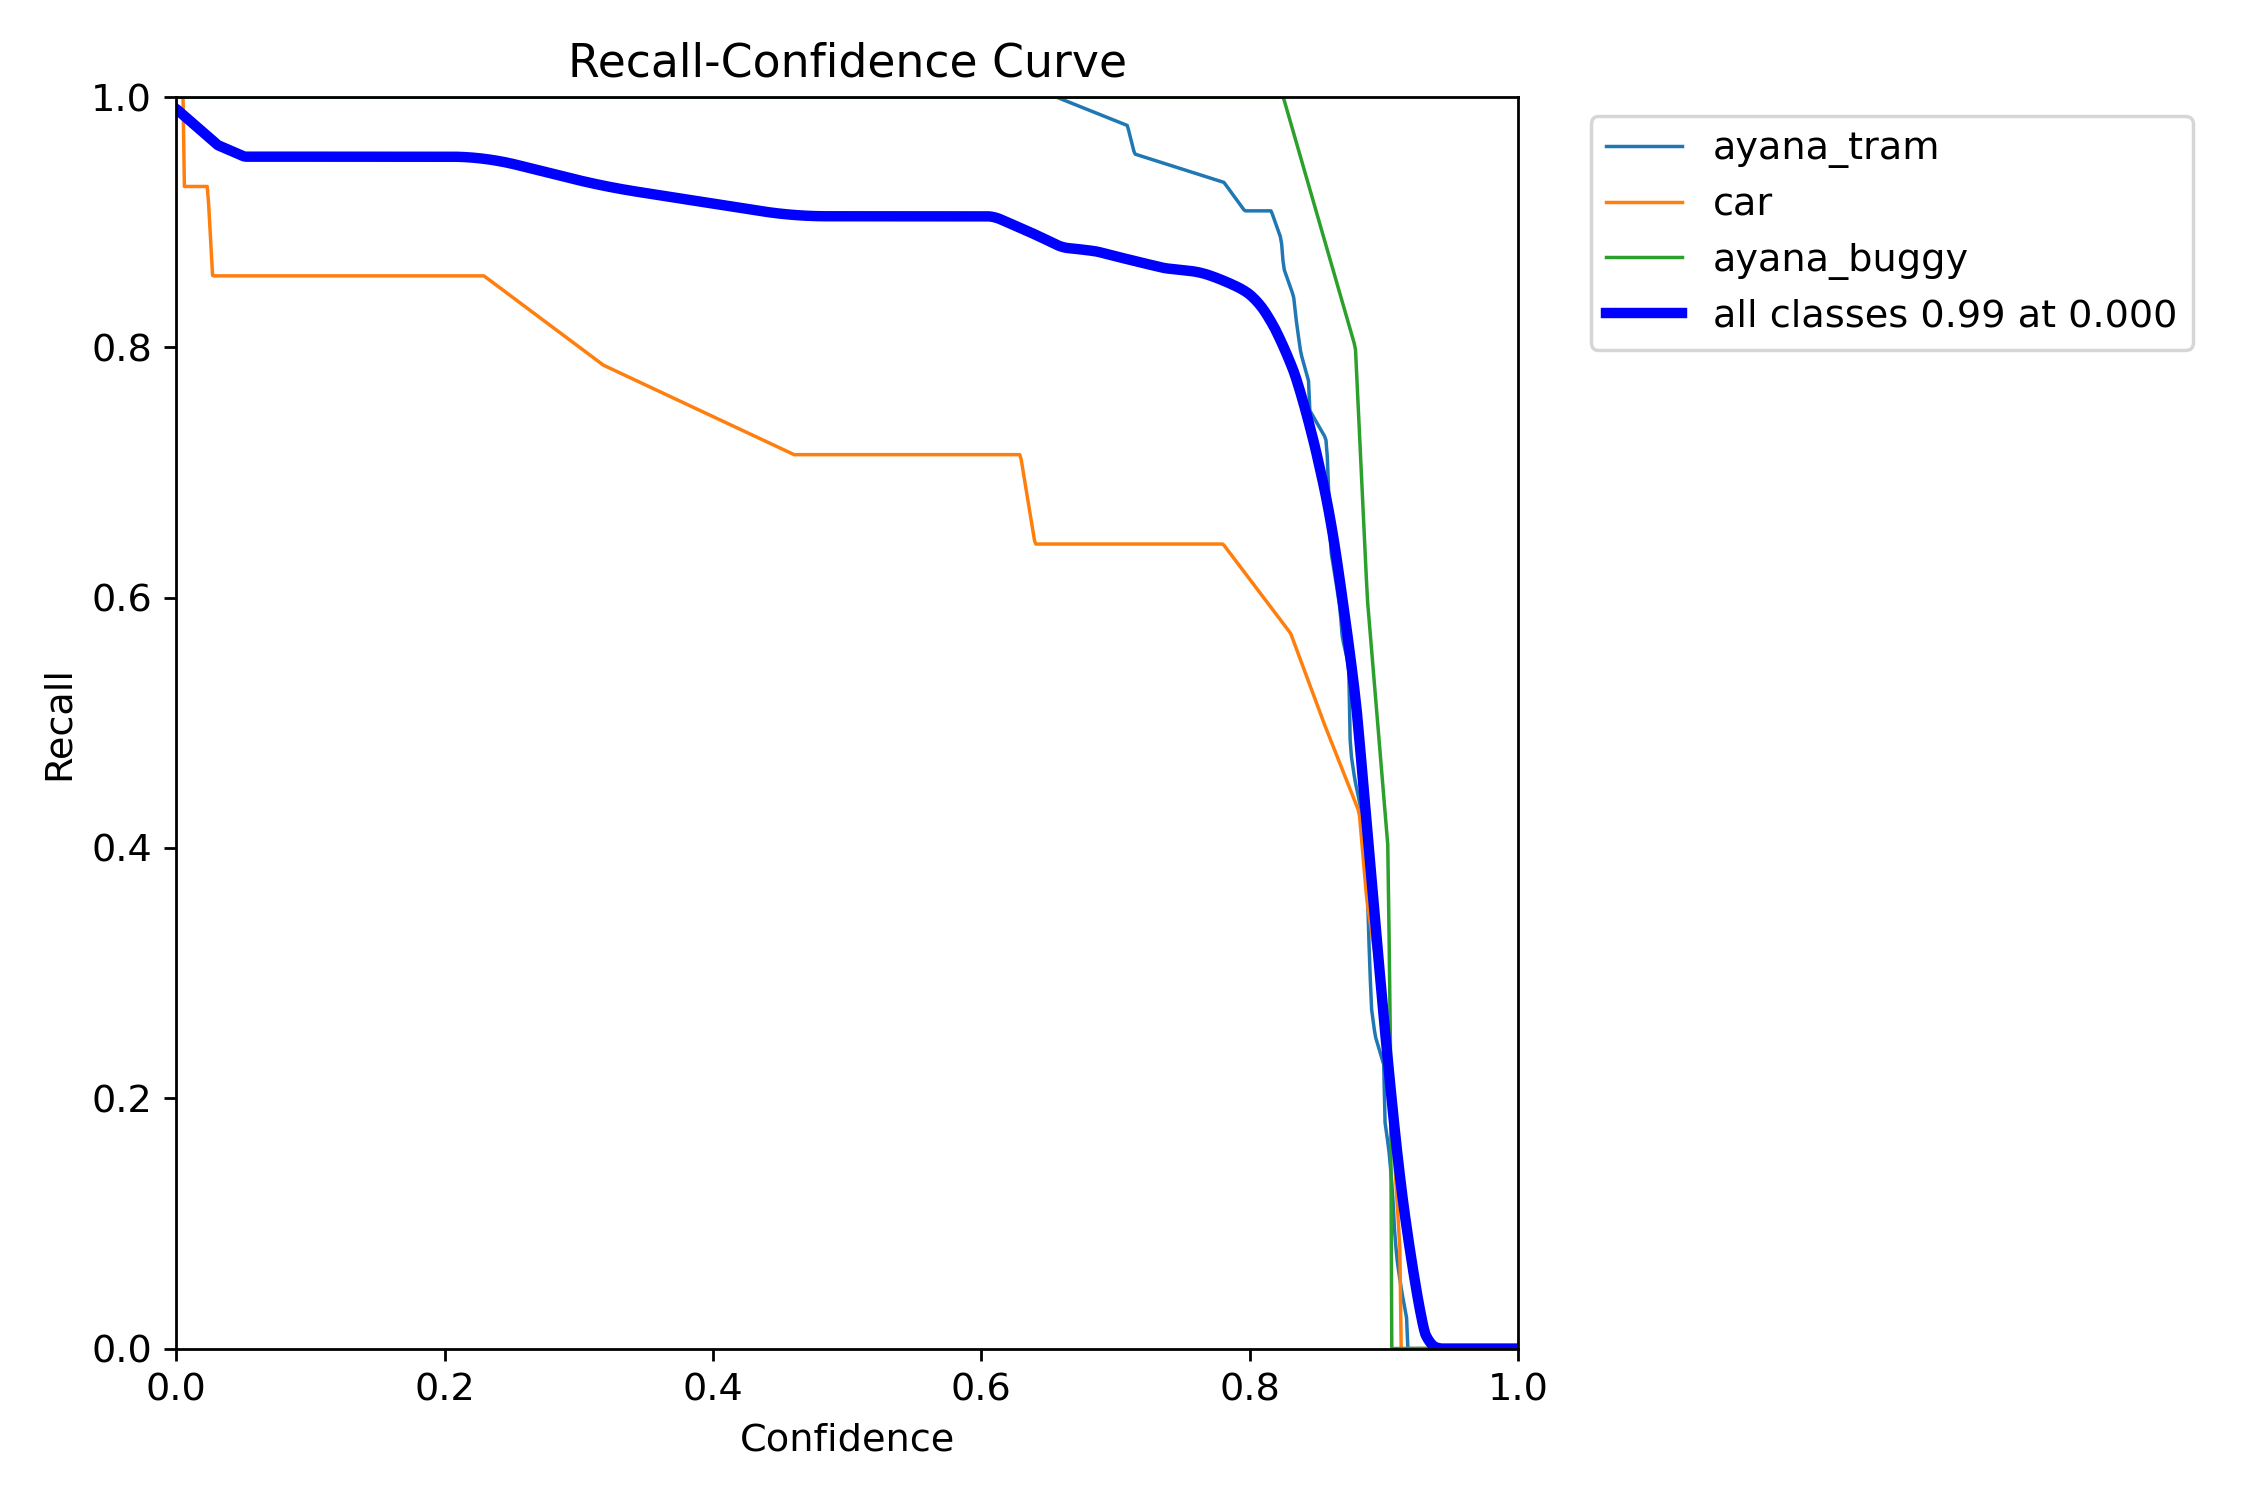 Recall-Confidence Curve
1.0
0.8
0.6
0.4
0.2
0.0
Recall
0.0 0.2 0.4 0.6 0.8 1.0
Confidence
ayana_tram
car
ayana_buggy
all classes 0.99 at 0.000